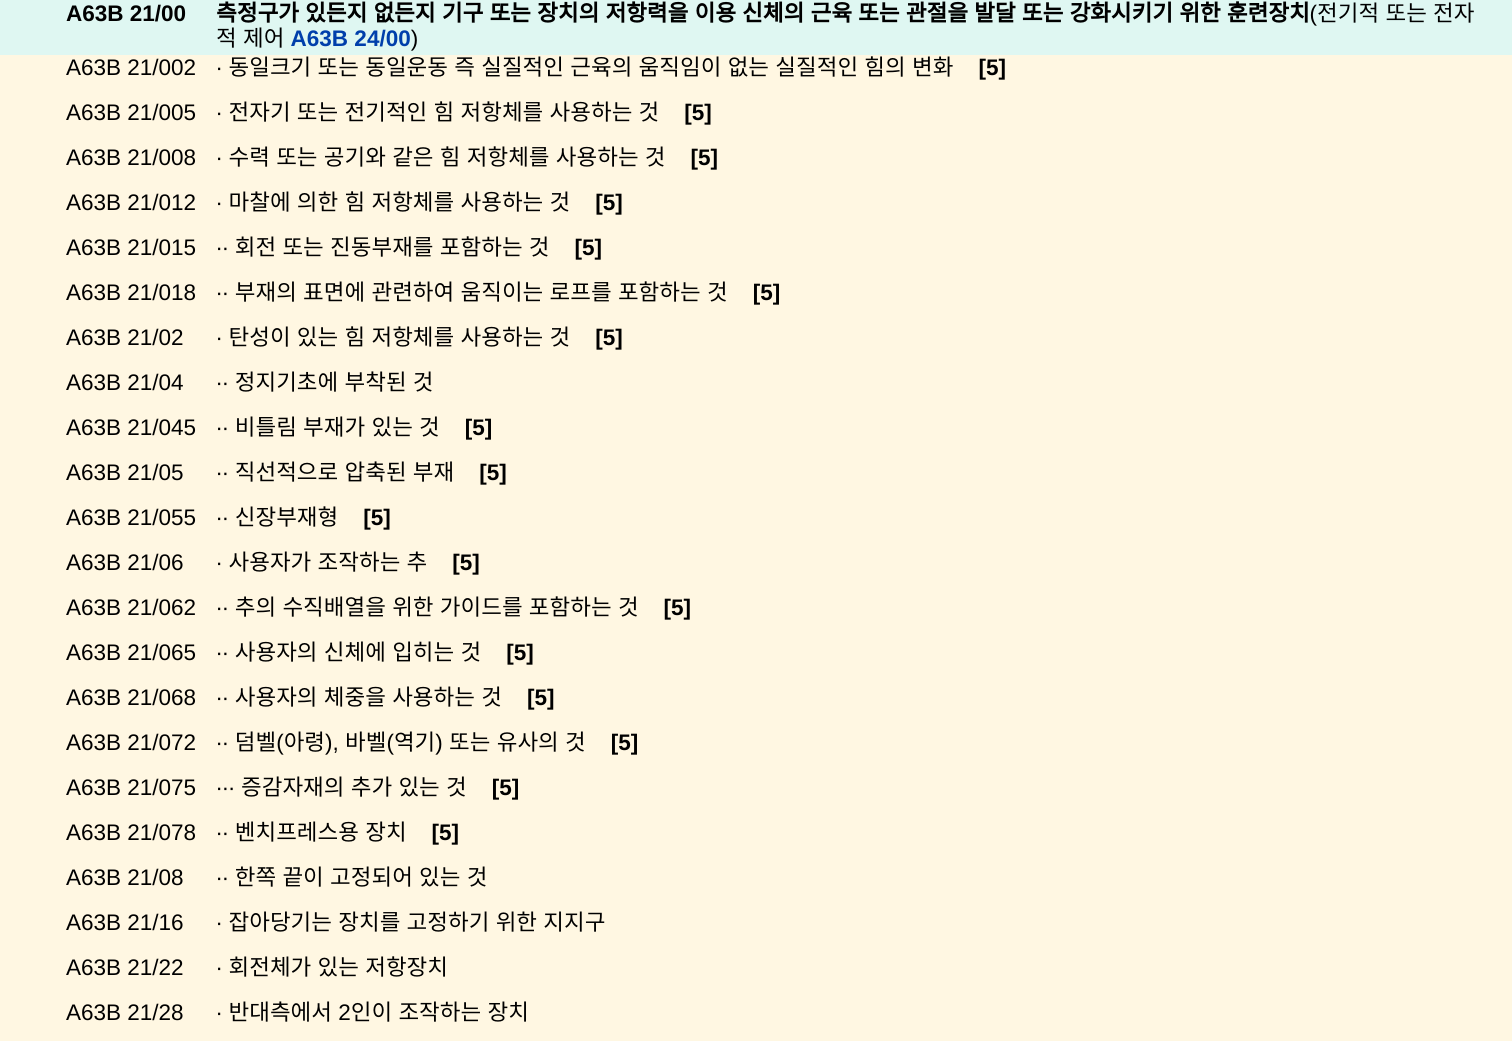 A63B 21/00 측정구가 있든지 없든지 기구 또는 장치의 저항력을 이용 신체의 근육 또는 관절을 발달 또는 강화시키기 위한 훈련장치(전기적 또는 전자
적 제어 A63B 24/00)
A63B 21/002 · 동일크기 또는 동일운동 즉 실질적인 근육의 움직임이 없는 실질적인 힘의 변화 [5]
A63B 21/005 · 전자기 또는 전기적인 힘 저항체를 사용하는 것 [5]
A63B 21/008 · 수력 또는 공기와 같은 힘 저항체를 사용하는 것 [5]
A63B 21/012 · 마찰에 의한 힘 저항체를 사용하는 것 [5]
A63B 21/015 ·· 회전 또는 진동부재를 포함하는 것 [5]
A63B 21/018 ·· 부재의 표면에 관련하여 움직이는 로프를 포함하는 것 [5]
A63B 21/02 · 탄성이 있는 힘 저항체를 사용하는 것 [5]
A63B 21/04 ·· 정지기초에 부착된 것
A63B 21/045 ·· 비틀림 부재가 있는 것 [5]
A63B 21/05 ·· 직선적으로 압축된 부재 [5]
A63B 21/055 ·· 신장부재형 [5]
A63B 21/06 · 사용자가 조작하는 추 [5]
A63B 21/062 ·· 추의 수직배열을 위한 가이드를 포함하는 것 [5]
A63B 21/065 ·· 사용자의 신체에 입히는 것 [5]
A63B 21/068 ·· 사용자의 체중을 사용하는 것 [5]
A63B 21/072 ·· 덤벨(아령), 바벨(역기) 또는 유사의 것 [5]
A63B 21/075 ··· 증감자재의 추가 있는 것 [5]
A63B 21/078 ·· 벤치프레스용 장치 [5]
A63B 21/08 ·· 한쪽 끝이 고정되어 있는 것
A63B 21/16 · 잡아당기는 장치를 고정하기 위한 지지구
A63B 21/22 · 회전체가 있는 저항장치
A63B 21/28 · 반대측에서 2인이 조작하는 장치